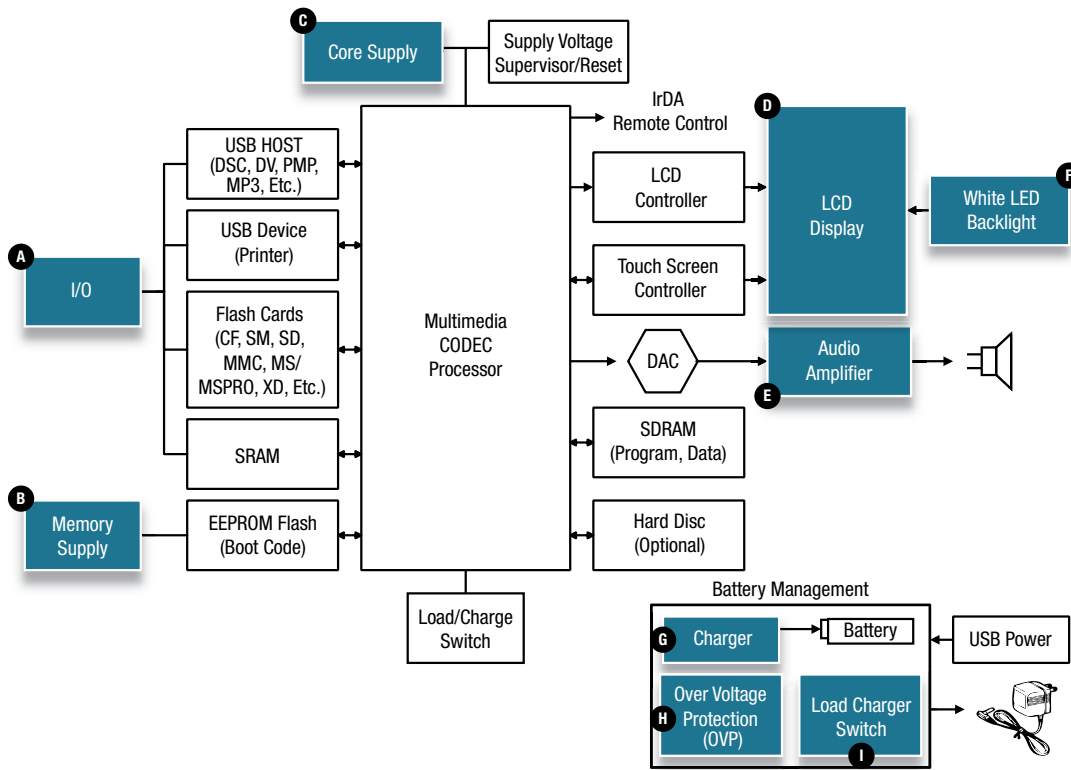 C
Core Supply
Supply Voltage
Supervisor/Reset
IrDA
Remote Control
D
USB HOST
(DSC, DV, PMP,
MP3, Etc.)
LCD
Controller
LCD
Display
F
White LED
Backlight
A
I/O
USB Device
(Printer)
Touch Screen
Controller
Flash Cards
(CF, SM, SD,
MMC, MS/
MSPRO, XD, Etc.)
Multimedia
CODEC
Processor
DAC
Audio
Amplifier
E
SRAM
SDRAM
(Program, Data)
B
Memory
Supply
EEPROM Flash
(Boot Code)
Hard Disc
(Optional)
Load/Charge
Switch
Battery Management
G
Charger
Battery
USB Power
H
Over Voltage
Protection
(OVP)
Load Charger
Switch
I